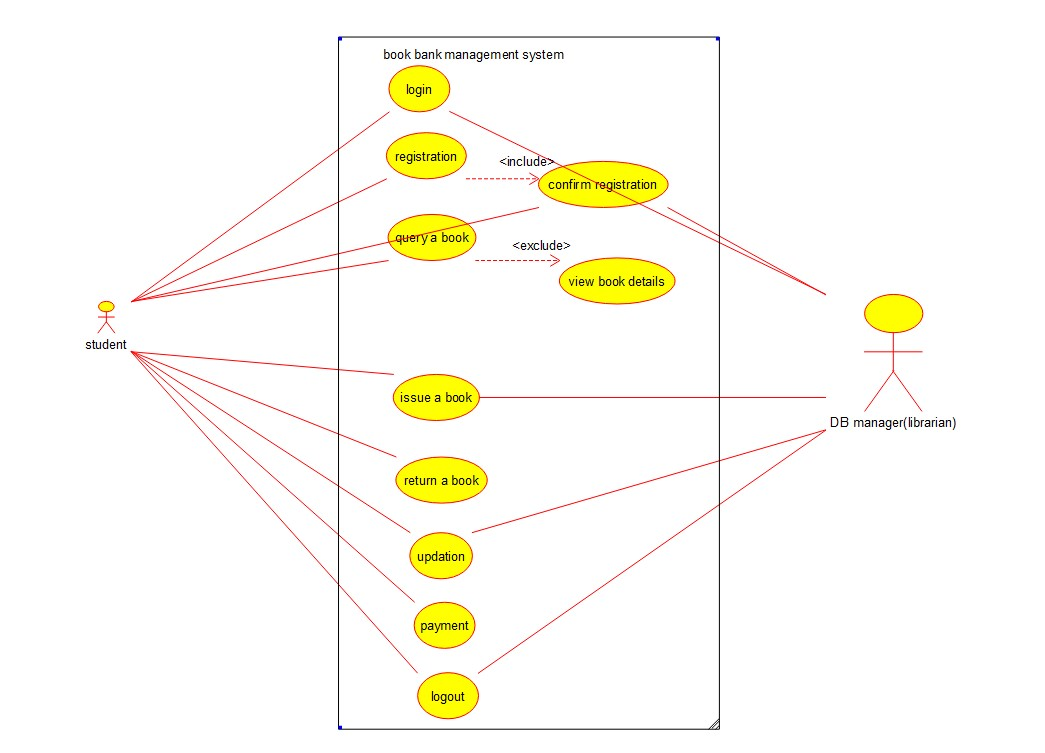 book bank management system
login
registration
<include>
confirm registration
query a book
<exclude>
view book details
student
issue a book
DB manager(librarian)
return a book
updation
payment
logout